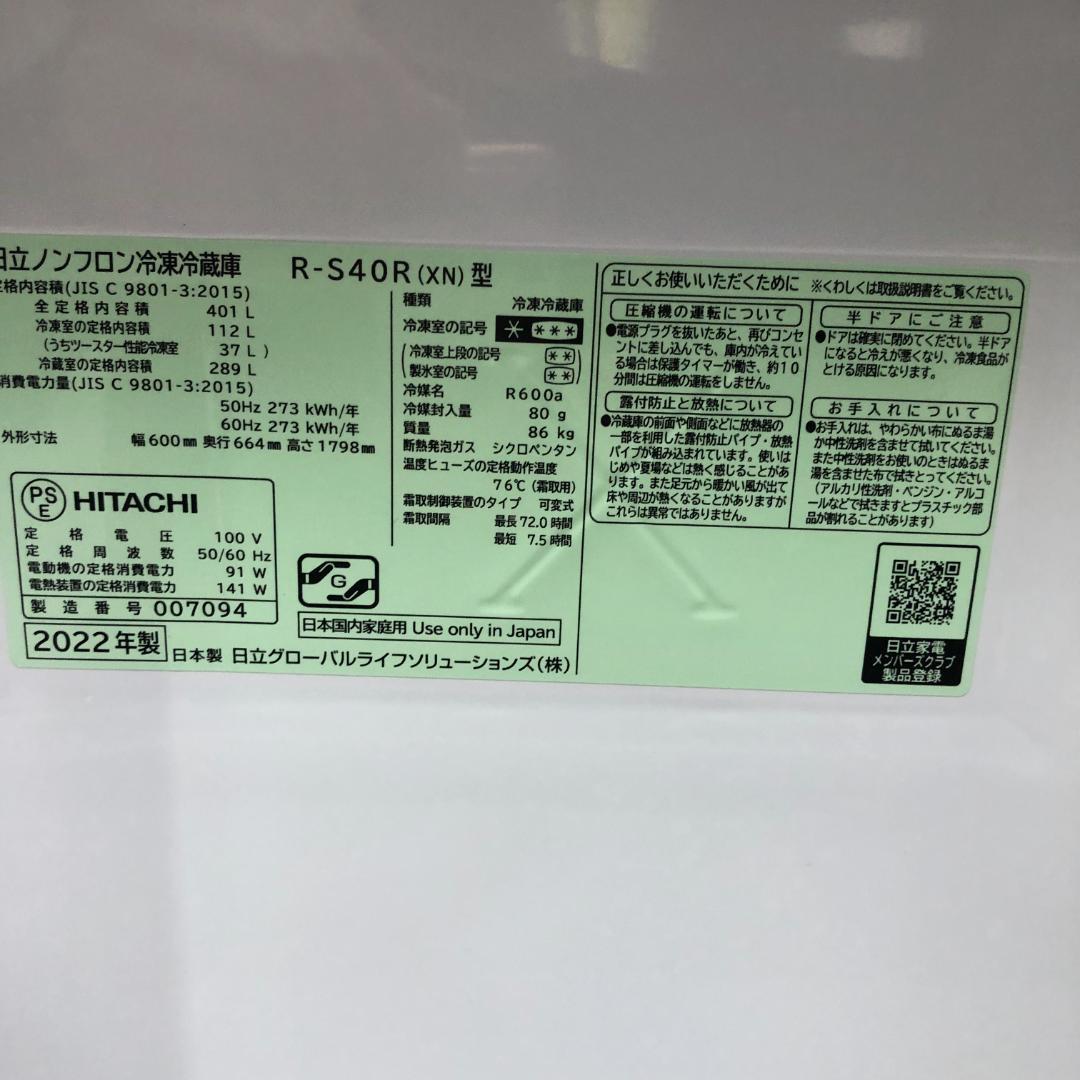 日立ノンフロン冷凍冷蔵庫 R-S40R(XN)型
定格内容積(JIS C 9801-3:2015)
全定格内容積 401 L
冷凍室の定格内容積 112 L
(うちツースター性能冷凍室 37 L )
冷蔵室の定格内容積 289 L
消費電力量(JIS C 9801-3:2015)
50Hz 273 kWh/年
60Hz 273 kWh/年
外形寸法 幅600mm 奥行664mm 高さ1798mm
PS
E
HITACHI
定格電圧 100 V
定格周波数 50/60 Hz
電動機の定格消費電力 91 W
電熱装置の定格消費電力 141 W
製造番号 007094
2022年製
日本製 日立グローバルライフソリューションズ(株)
種類 冷凍冷蔵庫
冷凍室の記号 * ***
(冷凍室上段の記号 **
製氷室の記号 **)
冷媒名 R600a
冷媒封入量 80 g
質量 86 kg
断熱発泡ガス シクロペンタン
温度ヒューズの定格動作温度
76℃(霜取用)
霜取制御装置のタイプ 可変式
霜取間隔 最長 72.0 時間
最短 7.5 時間
G
日本国内家庭用 Use only in Japan
正しくお使いいただくために ※くわしくは取扱説明書をご覧ください。
圧縮機の運転について
●電源プラグを抜いたあと、再びコンセ
ントに差し込んでも、庫内が冷えてい
る場合は保護タイマーが働き、約10
分間は圧縮機の運転をしません。
露付防止と放熱について
●冷蔵庫の前面や側面などに放熱器の
一部を利用した露付防止パイプ・放熱
パイプが組み込まれています。使いは
じめや夏場などは熱く感じることがあ
ります。また足元から暖かい風が出て
床や周辺が熱くなることがありますが
これらは異常ではありません。
半ドアにご注意
●ドアは確実に閉めてください。半ドア
になると冷えが悪くなり、冷凍食品が
とける原因になります。
お手入れについて
●お手入れは、やわらかい布にぬるま湯
か中性洗剤を含ませて拭いてください。
また中性洗剤をお使いのときはぬるま
湯を含ませた布で拭きとってください。
(アルカリ性洗剤・ベンジン・アルコ
ールなどで拭きますとプラスチック部
品が割れることがあります)
日立家電
メンバーズクラブ
製品登録